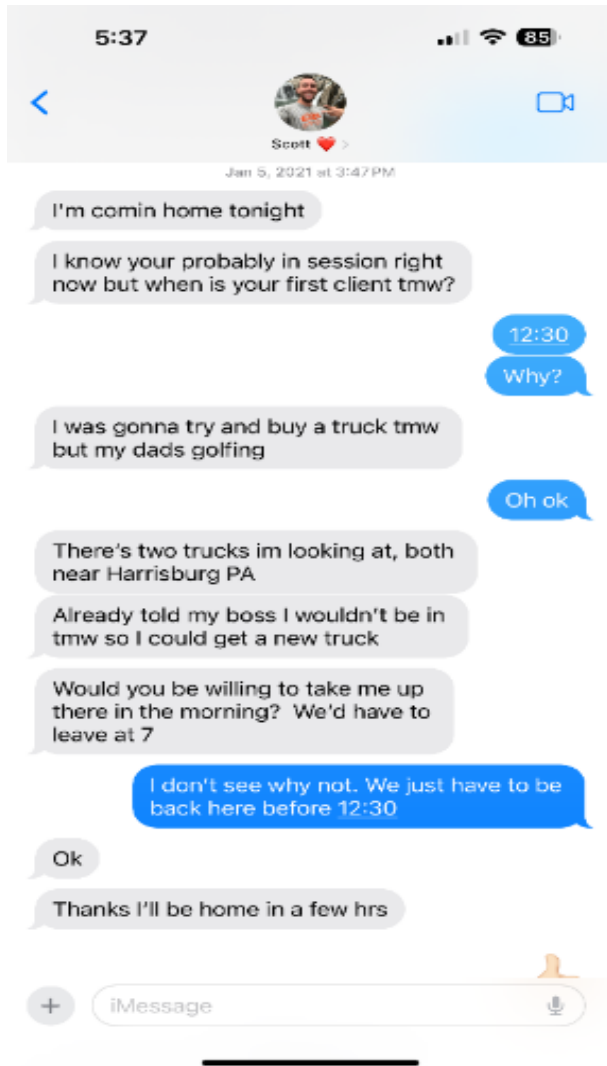 5:37
85
Scott ❤️ >
Jan 5, 2021 at 3:47 PM
I'm comin home tonight
I know your probably in session right
now but when is your first client tmw?
12:30
Why?
I was gonna try and buy a truck tmw
but my dads golfing
Oh ok
There's two trucks im looking at, both
near Harrisburg PA
Already told my boss I wouldn't be in
tmw so I could get a new truck
Would you be willing to take me up
there in the morning?  We'd have to
leave at 7
I don't see why not. We just have to be
back here before 12:30
Ok
Thanks I'll be home in a few hrs
iMessage